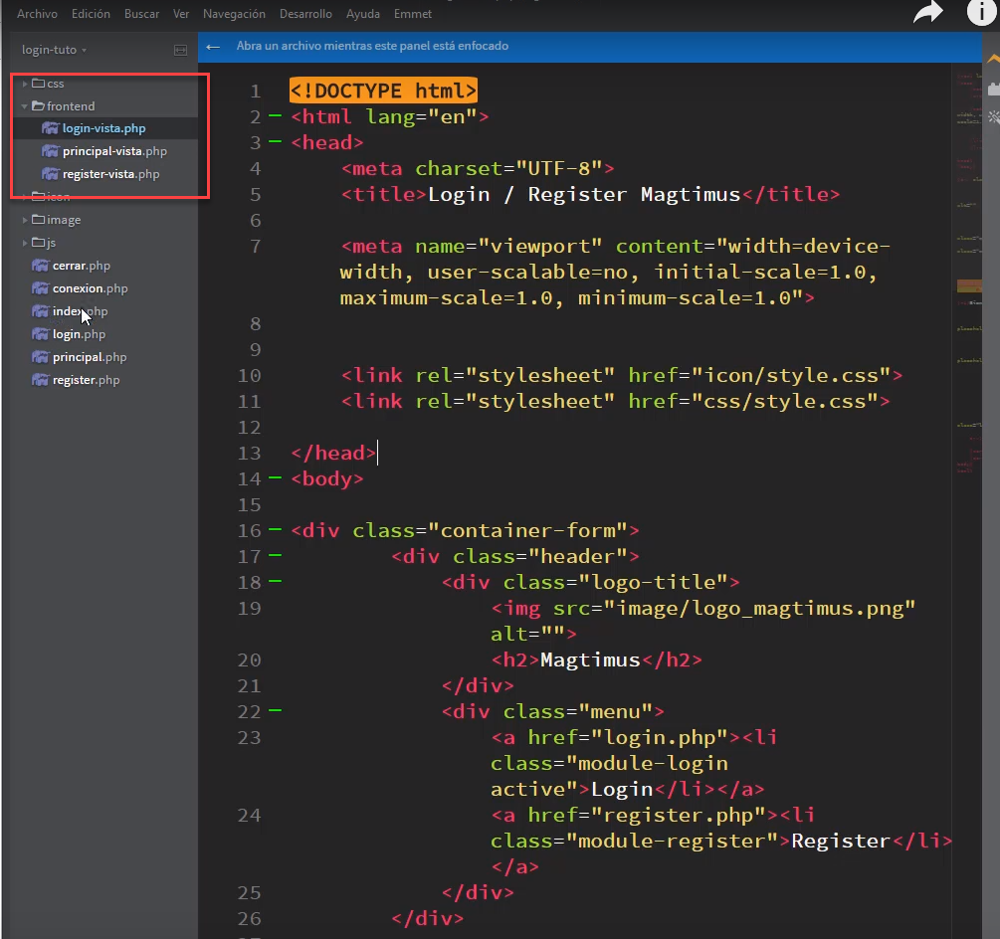 Archivo Edición Buscar Ver Navegación Desarrollo Ayuda Emmet
login-tuto
Abra un archivo mientras este panel está enfocado
css
frontend
login-vista.php
principal-vista.php
register-vista.php
icon
image
js
cerrar.php
conexion.php
index.php
login.php
principal.php
register.php
1 <!DOCTYPE html>
2 <html lang="en">
3 <head>
4 <meta charset="UTF-8">
5 <title>Login / Register Magtimus</title>
6
7 <meta name="viewport" content="width=device-
width, user-scalable=no, initial-scale=1.0,
maximum-scale=1.0, minimum-scale=1.0">
8
9
10 <link rel="stylesheet" href="icon/style.css">
11 <link rel="stylesheet" href="css/style.css">
12
13 </head>
14 <body>
15
16 <div class="container-form">
17 <div class="header">
18 <div class="logo-title">
19 <img src="image/logo_magtimus.png"
alt="">
20 <h2>Magtimus</h2>
21 </div>
22 <div class="menu">
23 <a href="login.php"><li
class="module-login
active">Login</li></a>
24 <a href="register.php"><li
class="module-register">Register</li>
</a>
25 </div>
26 </div>